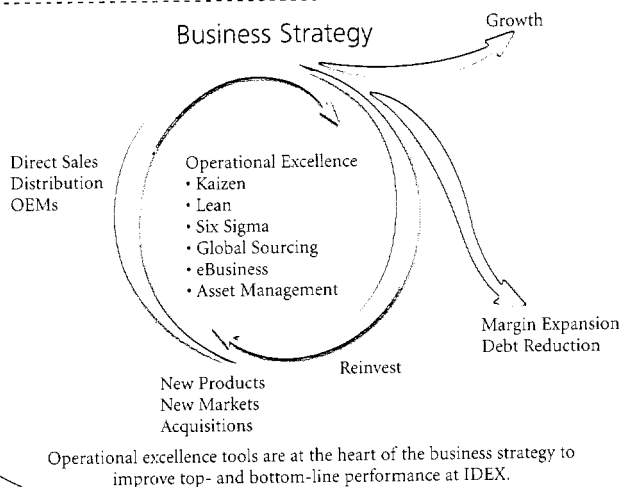 Business Strategy
Growth
Direct Sales
Distribution
OEMs
Operational Excellence
• Kaizen
• Lean
• Six Sigma
• Global Sourcing
• eBusiness
• Asset Management
Margin Expansion
Debt Reduction
Reinvest
New Products
New Markets
Acquisitions
Operational excellence tools are at the heart of the business strategy to
improve top- and bottom-line performance at IDEX.